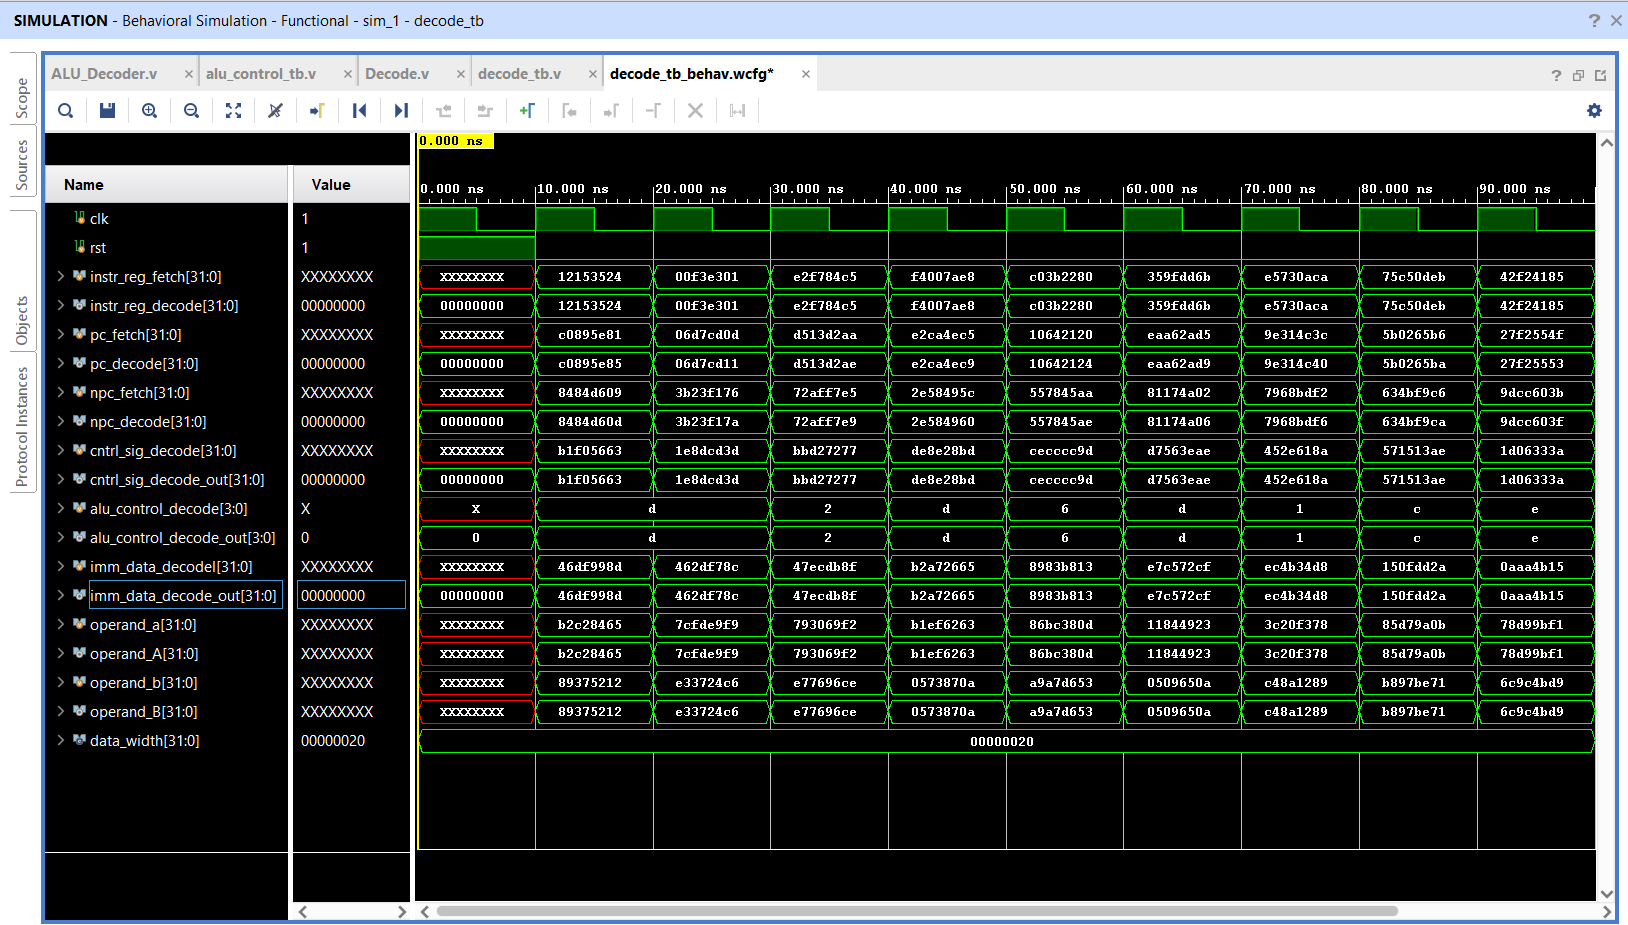 SIMULATION - Behavioral Simulation - Functional - sim_1 - decode_tb ? ×
Scope
Sources
Objects
Protocol Instances
ALU_Decoder.v × alu_control_tb.v × Decode.v × decode_tb.v × decode_tb_behav.wcfg* × ?
0.000 ns
Name Value 0.000 ns 10.000 ns 20.000 ns 30.000 ns 40.000 ns 50.000 ns 60.000 ns 70.000 ns 80.000 ns 90.000 ns
clk 1
rst 1
instr_reg_fetch[31:0] XXXXXXXX XXXXXXXX 12153524 00f3e301 e2f784c5 f4007ae8 c03b2280 359fdd6b e5730aca 75c50deb 42f24185
instr_reg_decode[31:0] 00000000 00000000 12153524 00f3e301 e2f784c5 f4007ae8 c03b2280 359fdd6b e5730aca 75c50deb 42f24185
pc_fetch[31:0] XXXXXXXX XXXXXXXX c0895e81 06d7cd0d d513d2aa e2ca4ec5 10642120 eaa62ad5 9e314c3c 5b0265b6 27f2554f
pc_decode[31:0] 00000000 00000000 c0895e85 06d7cd11 d513d2ae e2ca4ec9 10642124 eaa62ad9 9e314c40 5b0265ba 27f25553
npc_fetch[31:0] XXXXXXXX XXXXXXXX 8484d609 3b23f176 72aff7e5 2e58495c 557845aa 81174a02 7968bdf2 634bf9c6 9dcc603b
npc_decode[31:0] 00000000 00000000 8484d60d 3b23f17a 72aff7e9 2e584960 557845ae 81174a06 7968bdf6 634bf9ca 9dcc603f
cntrl_sig_decode[31:0] XXXXXXXX XXXXXXXX b1f05663 1e8dcd3d bbd27277 de8e28bd cecccc9d d7563eae 452e618a 571513ae 1d06333a
cntrl_sig_decode_out[31:0] 00000000 00000000 b1f05663 1e8dcd3d bbd27277 de8e28bd cecccc9d d7563eae 452e618a 571513ae 1d06333a
alu_control_decode[3:0] X X d 2 d 6 d 1 c e
alu_control_decode_out[3:0] 0 0 d 2 d 6 d 1 c e
imm_data_decodel[31:0] XXXXXXXX XXXXXXXX 46df998d 462df78c 47ecdb8f b2a72665 8983b813 e7c572cf ec4b34d8 150fdd2a 0aaa4b15
imm_data_decode_out[31:0] 00000000 00000000 46df998d 462df78c 47ecdb8f b2a72665 8983b813 e7c572cf ec4b34d8 150fdd2a 0aaa4b15
operand_a[31:0] XXXXXXXX XXXXXXXX b2c28465 7cfde9f9 793069f2 b1ef6263 86bc380d 11844923 3c20f378 85d79a0b 78d99bf1
operand_A[31:0] XXXXXXXX XXXXXXXX b2c28465 7cfde9f9 793069f2 b1ef6263 86bc380d 11844923 3c20f378 85d79a0b 78d99bf1
operand_b[31:0] XXXXXXXX XXXXXXXX 89375212 e33724c6 e77696ce 0573870a a9a7d653 0509650a c48a1289 b897be71 6c9c4bd9
operand_B[31:0] XXXXXXXX XXXXXXXX 89375212 e33724c6 e77696ce 0573870a a9a7d653 0509650a c48a1289 b897be71 6c9c4bd9
data_width[31:0] 00000020 00000020